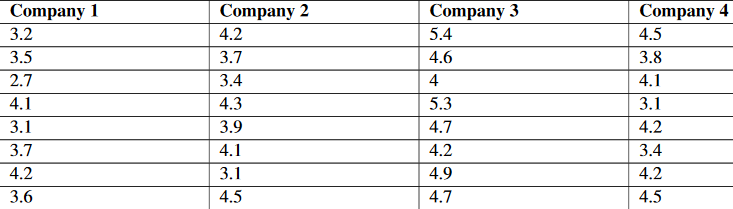 Company 1 Company 2 Company 3 Company 4
3.2 4.2 5.4 4.5
3.5 3.7 4.6 3.8
2.7 3.4 4 4.1
4.1 4.3 5.3 3.1
3.1 3.9 4.7 4.2
3.7 4.1 4.2 3.4
4.2 3.1 4.9 4.2
3.6 4.5 4.7 4.5